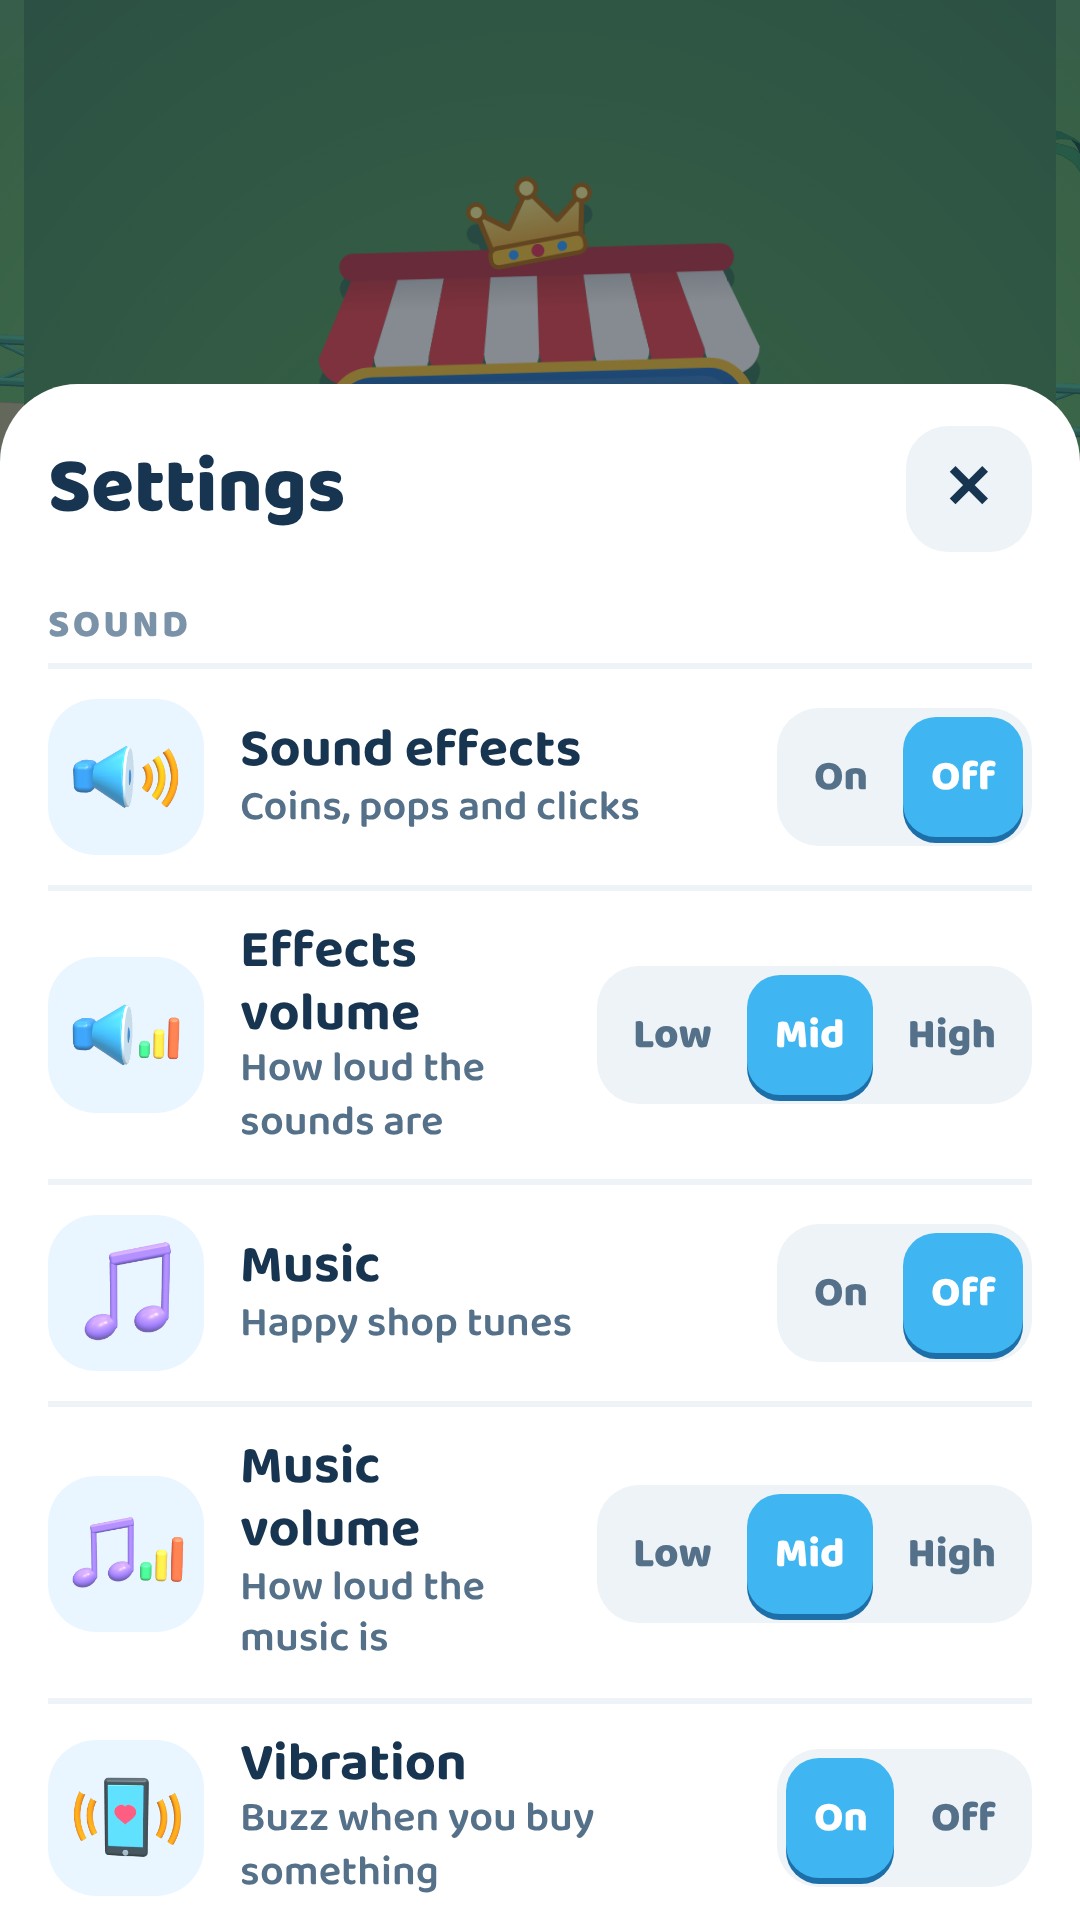 Settings
✕
SOUND
Sound effects
Coins, pops and clicks
On Off
Effects
volume
How loud the
sounds are
Low Mid High
Music
Happy shop tunes
On Off
Music
volume
How loud the
music is
Low Mid High
Vibration
Buzz when you buy
something
On Off